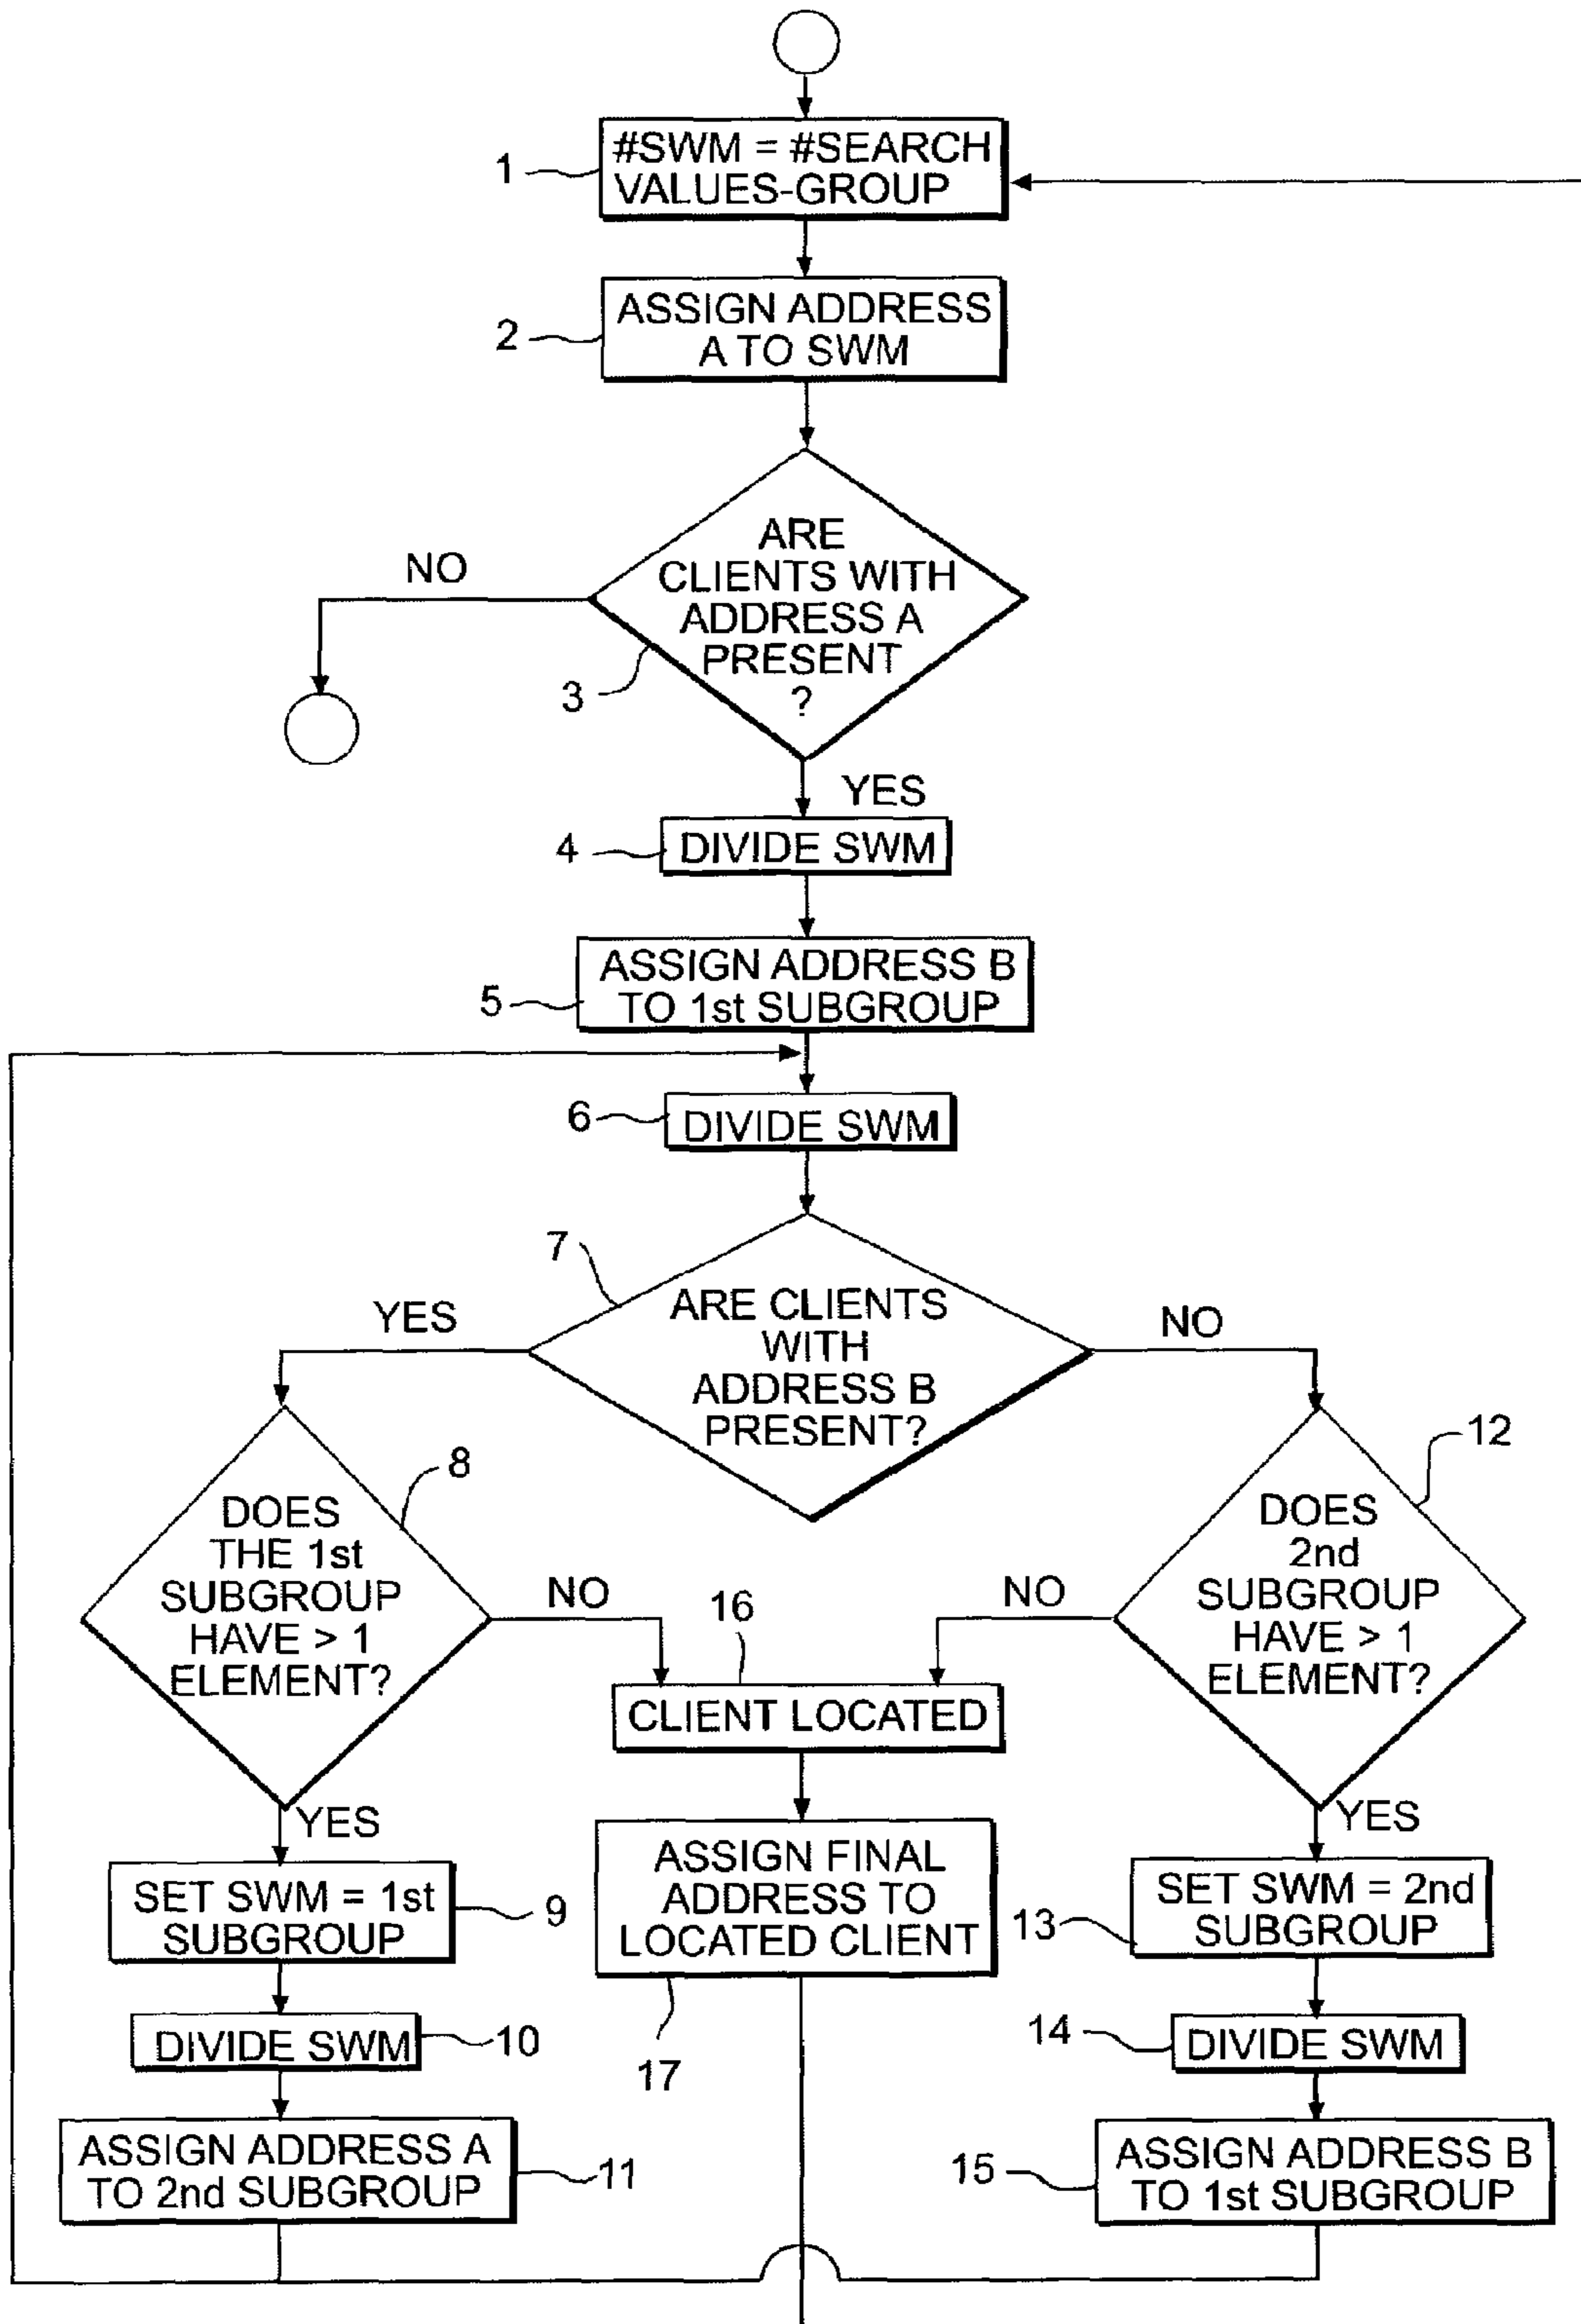 #SWM = #SEARCH
VALUES-GROUP
1
ASSIGN ADDRESS
A TO SWM
2
ARE
CLIENTS WITH
ADDRESS A
PRESENT
?
3
NO
YES
DIVIDE SWM
4
ASSIGN ADDRESS B
TO 1st SUBGROUP
5
DIVIDE SWM
6
7
ARE CLIENTS
WITH
ADDRESS B
PRESENT?
YES
NO
8
DOES
THE 1st
SUBGROUP
HAVE > 1
ELEMENT?
NO
YES
12
DOES
2nd
SUBGROUP
HAVE > 1
ELEMENT?
NO
YES
16
CLIENT LOCATED
SET SWM = 1st
SUBGROUP
9
ASSIGN FINAL
ADDRESS TO
LOCATED CLIENT
17
SET SWM = 2nd
SUBGROUP
13
DIVIDE SWM
10
DIVIDE SWM
14
ASSIGN ADDRESS A
TO 2nd SUBGROUP
11
ASSIGN ADDRESS B
TO 1st SUBGROUP
15